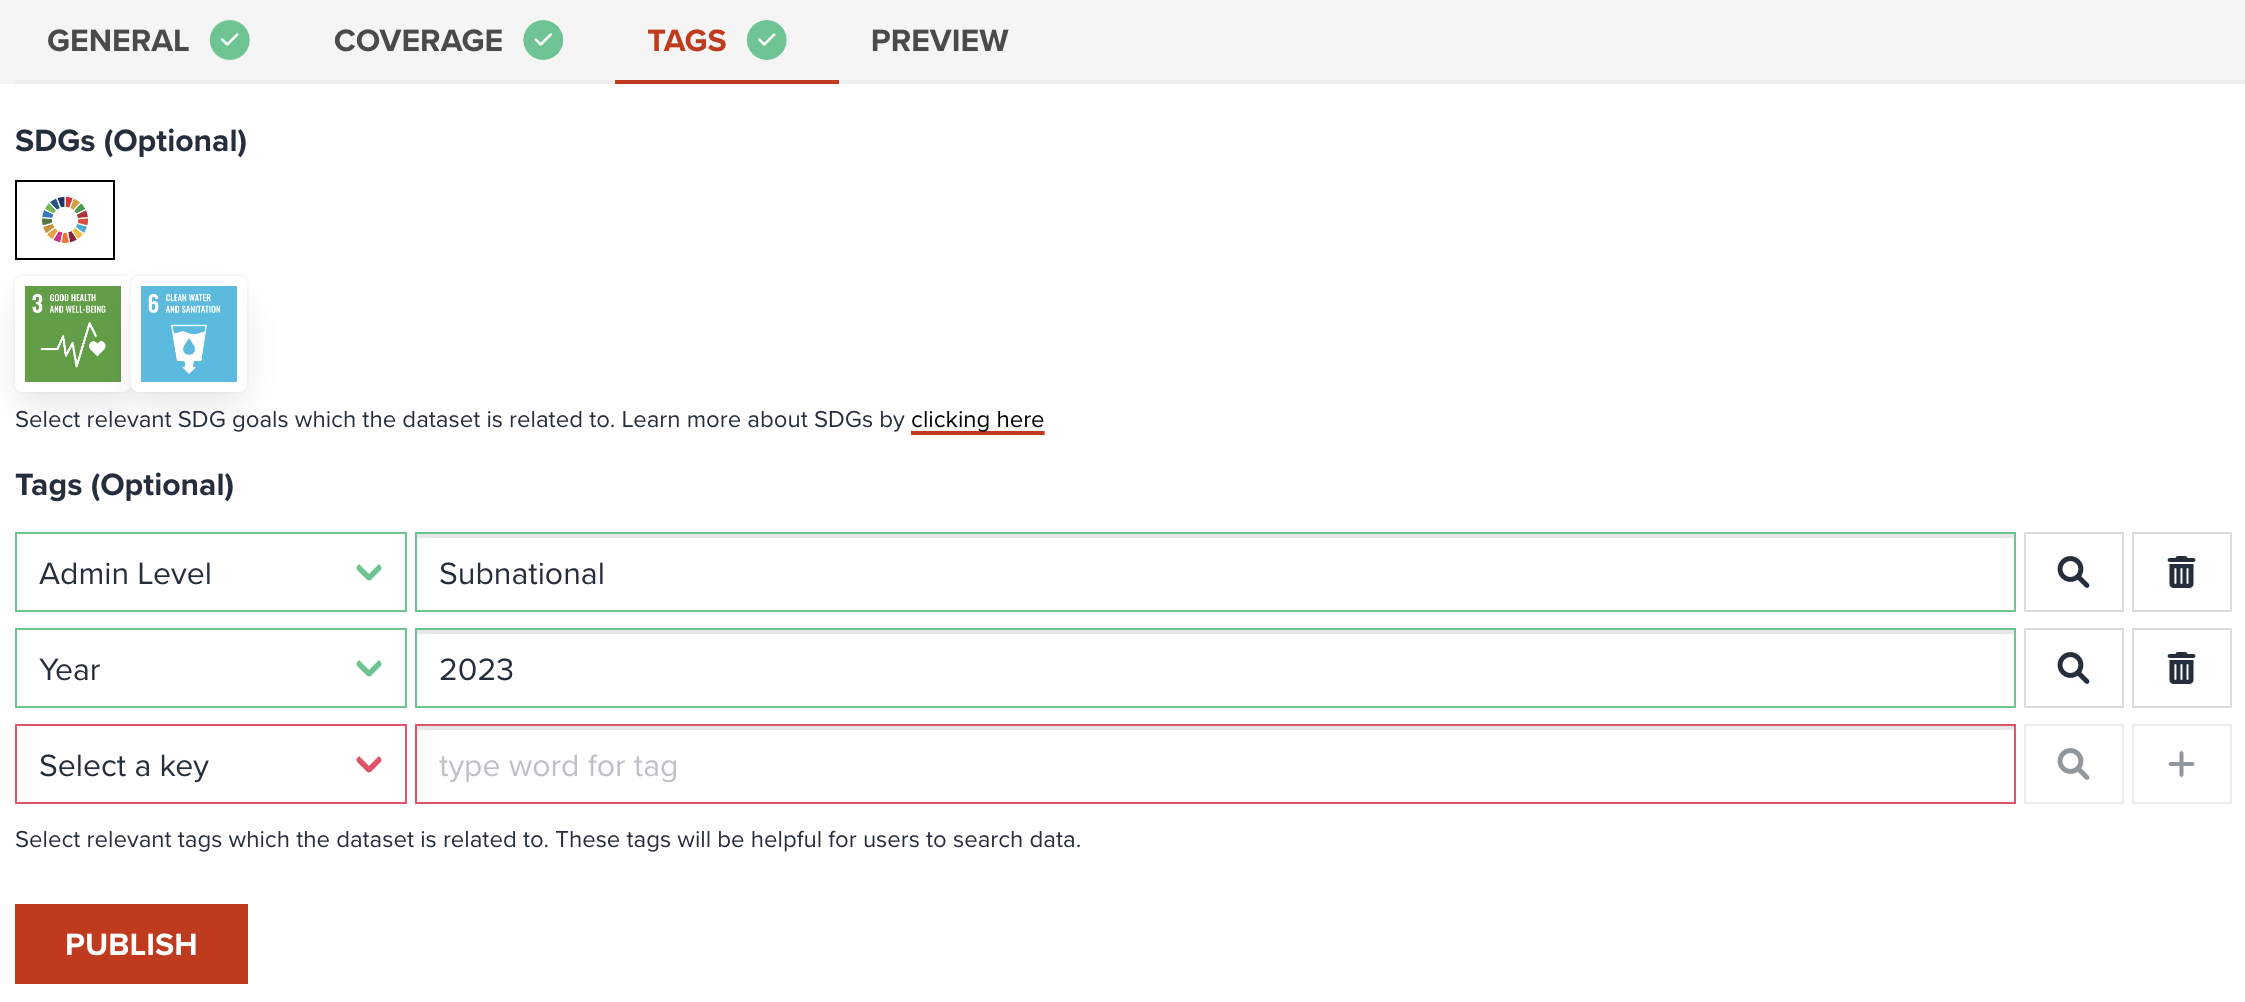 GENERAL COVERAGE TAGS PREVIEW
SDGs (Optional)
3 GOOD HEALTH AND WELL-BEING
6 CLEAN WATER AND SANITATION
Select relevant SDG goals which the dataset is related to. Learn more about SDGs by clicking here
Tags (Optional)
Admin Level Subnational
Year 2023
Select a key type word for tag
Select relevant tags which the dataset is related to. These tags will be helpful for users to search data.
PUBLISH